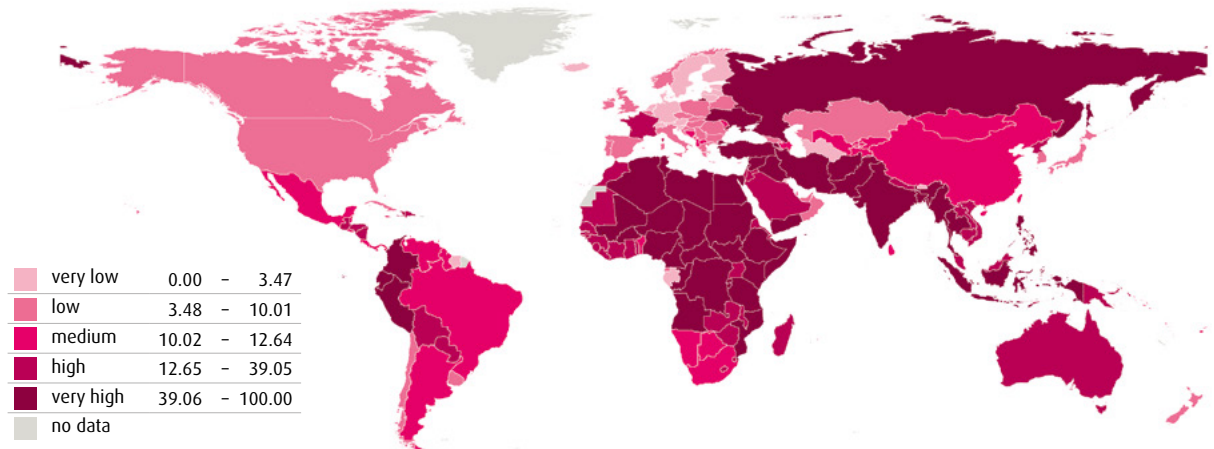 very low 0.00 – 3.47
low 3.48 – 10.01
medium 10.02 – 12.64
high 12.65 – 39.05
very high 39.06 – 100.00
no data